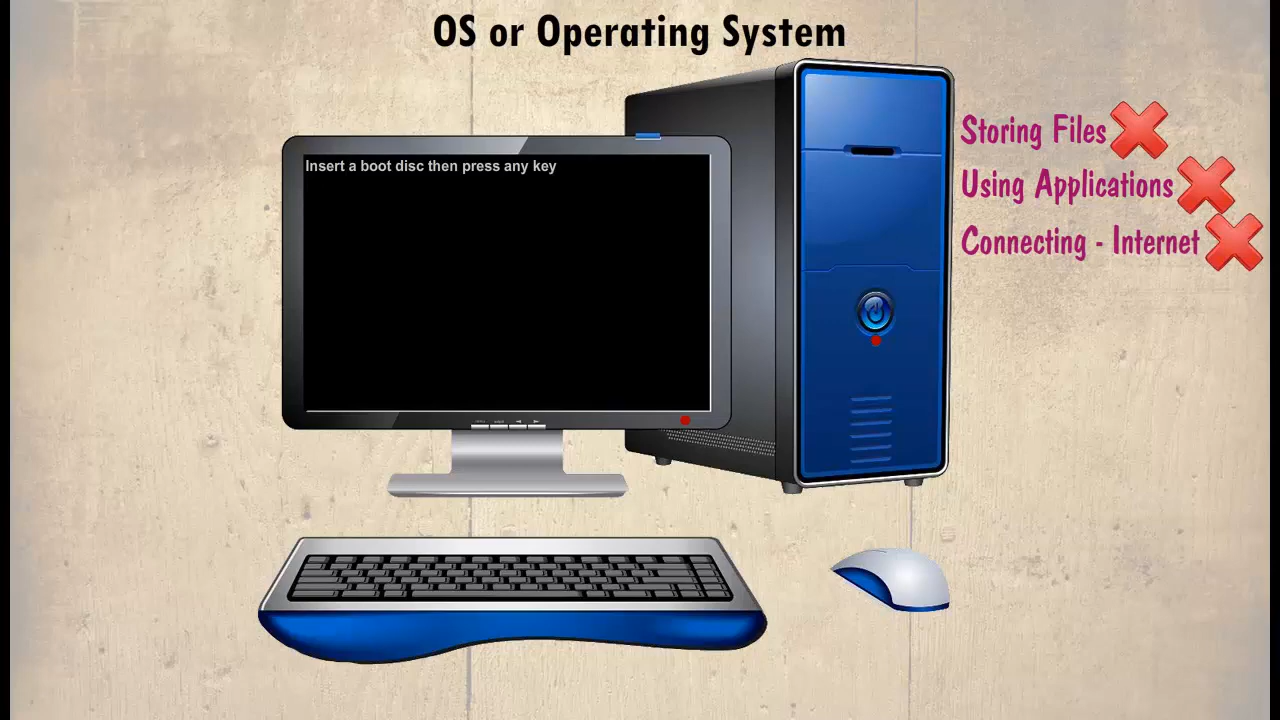 OS or Operating System
Insert a boot disc then press any key
Storing Files
Using Applications
Connecting - Internet